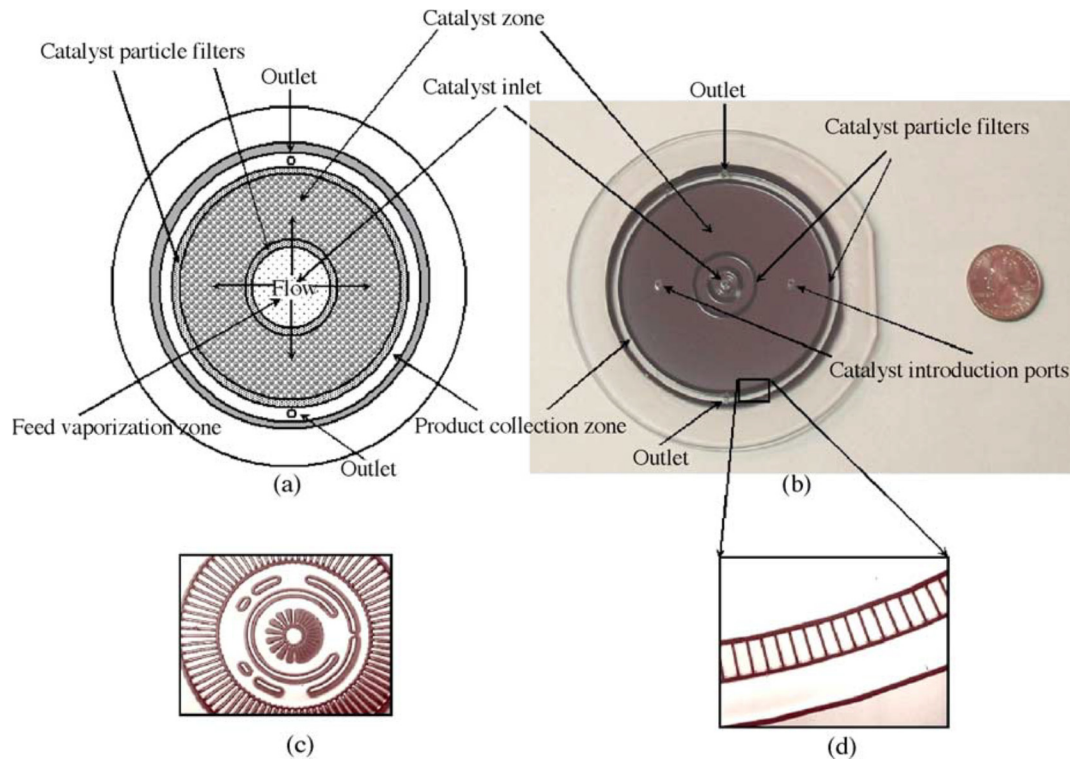 Catalyst zone
Catalyst particle filters
Outlet
Catalyst inlet
Outlet
Catalyst particle filters
Flow
Catalyst introduction ports
Feed vaporization zone
Product collection zone
Outlet
Outlet
(a)
(b)
(c)
(d)